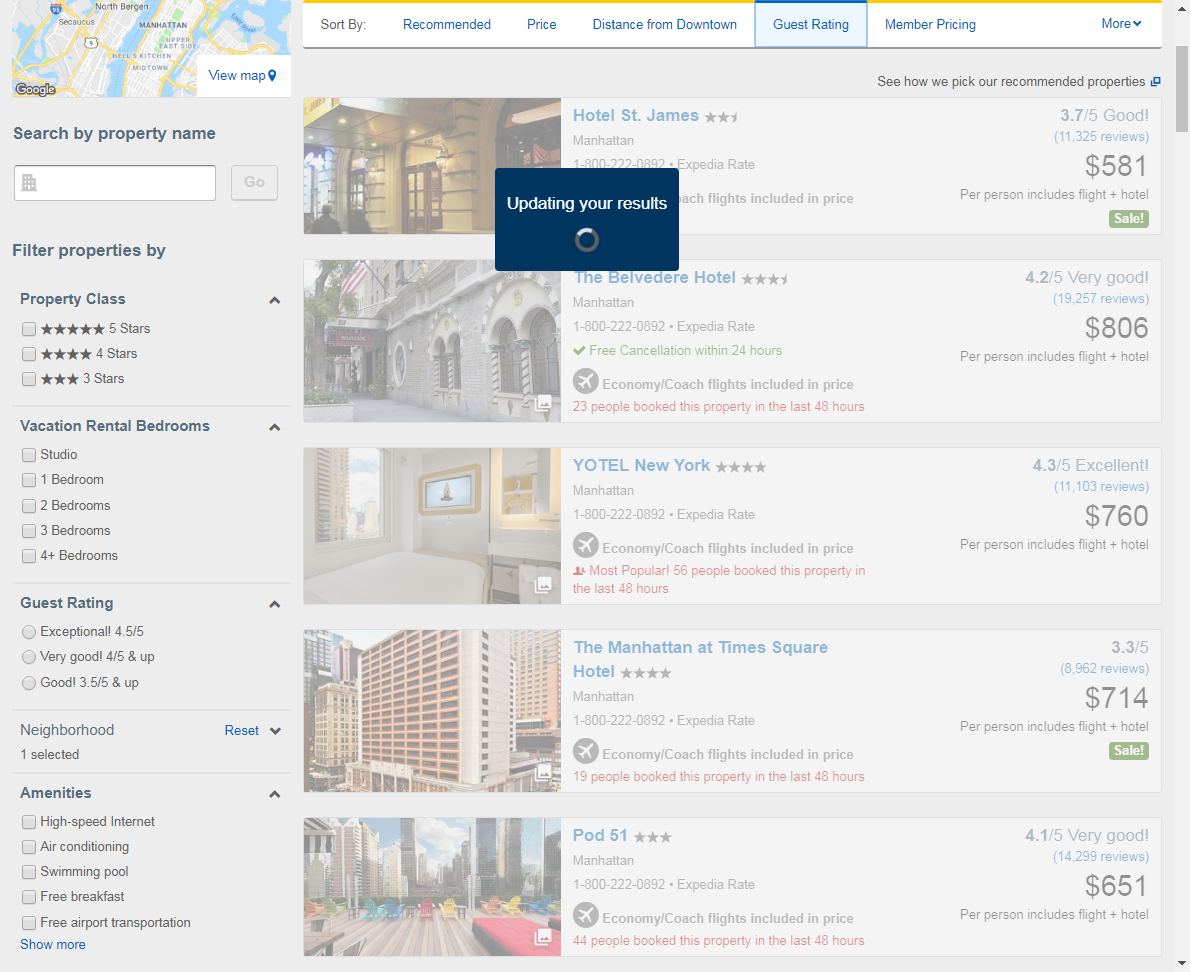 North Bergen
95
Secaucus
MANHATTAN
9
UPPER
EAST SIDE
HELL'S KITCHEN
MIDTOWN
Google
View map
Search by property name
Go
Filter properties by
Property Class
5 Stars
4 Stars
3 Stars
Vacation Rental Bedrooms
Studio
1 Bedroom
2 Bedrooms
3 Bedrooms
4+ Bedrooms
Guest Rating
Exceptional! 4.5/5
Very good! 4/5 & up
Good! 3.5/5 & up
Neighborhood Reset
1 selected
Amenities
High-speed Internet
Air conditioning
Swimming pool
Free breakfast
Free airport transportation
Show more
Sort By: Recommended Price Distance from Downtown Guest Rating Member Pricing More
See how we pick our recommended properties
Hotel St. James 3.7/5 Good!
Manhattan (11,325 reviews)
1-800-222-0892 • Expedia Rate $581
Updating your results
Coach flights included in price Per person includes flight + hotel
Sale!
The Belvedere Hotel 4.2/5 Very good!
Manhattan (19,257 reviews)
1-800-222-0892 • Expedia Rate $806
Free Cancellation within 24 hours Per person includes flight + hotel
Economy/Coach flights included in price
23 people booked this property in the last 48 hours
YOTEL New York 4.3/5 Excellent!
Manhattan (11,103 reviews)
1-800-222-0892 • Expedia Rate $760
Economy/Coach flights included in price Per person includes flight + hotel
Most Popular! 56 people booked this property in
the last 48 hours
The Manhattan at Times Square 3.3/5
Hotel (8,962 reviews)
Manhattan $714
1-800-222-0892 • Expedia Rate Per person includes flight + hotel
Economy/Coach flights included in price Sale!
19 people booked this property in the last 48 hours
Pod 51 4.1/5 Very good!
Manhattan (14,299 reviews)
1-800-222-0892 • Expedia Rate $651
Economy/Coach flights included in price Per person includes flight + hotel
44 people booked this property in the last 48 hours